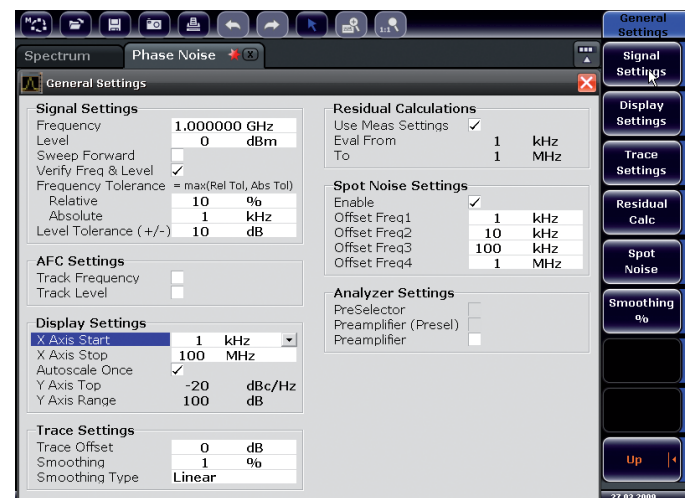 General Settings
Spectrum
Phase Noise
General Settings
Signal Settings
Frequency 1.000000 GHz
Level 0 dBm
Sweep Forward
Verify Freq & Level
Frequency Tolerance = max(Rel Tol, Abs Tol)
Relative 10 %
Absolute 1 kHz
Level Tolerance (+/-) 10 dB
AFC Settings
Track Frequency
Track Level
Display Settings
X Axis Start 1 kHz
X Axis Stop 100 MHz
Autoscale Once
Y Axis Top -20 dBc/Hz
Y Axis Range 100 dB
Trace Settings
Trace Offset 0 dB
Smoothing 1 %
Smoothing Type Linear
Residual Calculations
Use Meas Settings
Eval From 1 kHz
To 1 MHz
Spot Noise Settings
Enable
Offset Freq1 1 kHz
Offset Freq2 10 kHz
Offset Freq3 100 kHz
Offset Freq4 1 MHz
Analyzer Settings
PreSelector
Preamplifier (Presel)
Preamplifier
Signal
Settings
Display
Settings
Trace
Settings
Residual
Calc
Spot
Noise
Smoothing
%
Up
27.03.2009